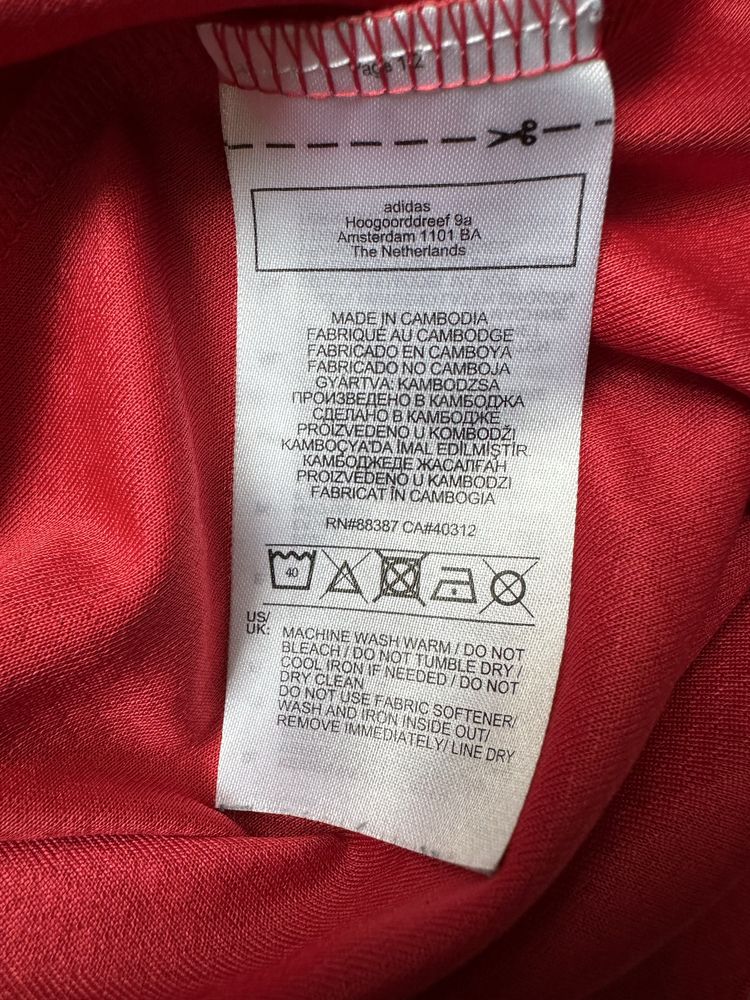 Page 1-2
adidas
Hoogoorddreef 9a
Amsterdam 1101 BA
The Netherlands
MADE IN CAMBODIA
FABRIQUÉ AU CAMBODGE
FABRICADO EN CAMBOYA
FABRICADO NO CAMBOJA
GYÁRTVA: KAMBODZSA
ПРОИЗВЕДЕНО В КАМБОДЖА
СДЕЛАНО В КАМБОДЖЕ
PROIZVEDENO U KOMBODŽI
KAMBOÇYA'DA İMAL EDİLMİŞTİR
КАМБОДЖЕДЕ ЖАСАЛҒАН
PROIZVEDENO U KAMBODZI
FABRICAT ÎN CAMBOGIA
RN#88387 CA#40312
40
US/
UK: MACHINE WASH WARM / DO NOT
BLEACH / DO NOT TUMBLE DRY /
COOL IRON IF NEEDED / DO NOT
DRY CLEAN
DO NOT USE FABRIC SOFTENER/
WASH AND IRON INSIDE OUT/
REMOVE IMMEDIATELY/ LINE DRY